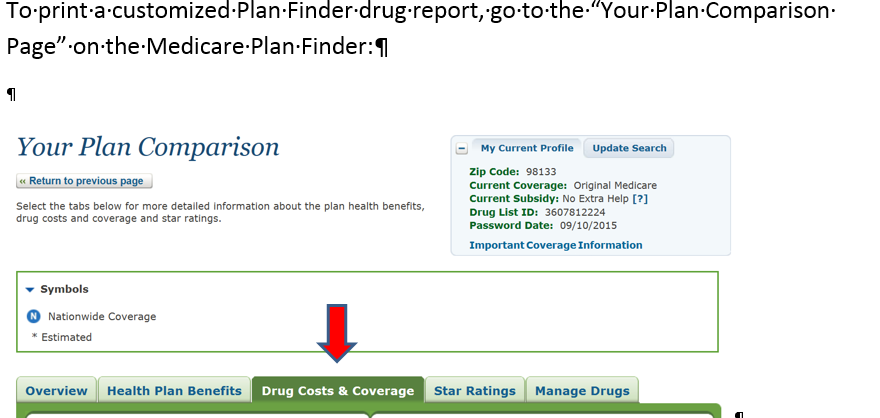 To·print·a·customized·Plan·Finder·drug·report,·go·to·the·“Your·Plan·Comparison·
Page”·on·the·Medicare·Plan·Finder:¶
¶
Your Plan Comparison
« Return to previous page
Select the tabs below for more detailed information about the plan health benefits,
drug costs and coverage and star ratings.
− My Current Profile Update Search
Zip Code: 98133
Current Coverage: Original Medicare
Current Subsidy: No Extra Help [?]
Drug List ID: 3607812224
Password Date: 09/10/2015
Important Coverage Information
Symbols
N Nationwide Coverage
* Estimated
Overview Health Plan Benefits Drug Costs & Coverage Star Ratings Manage Drugs
¶